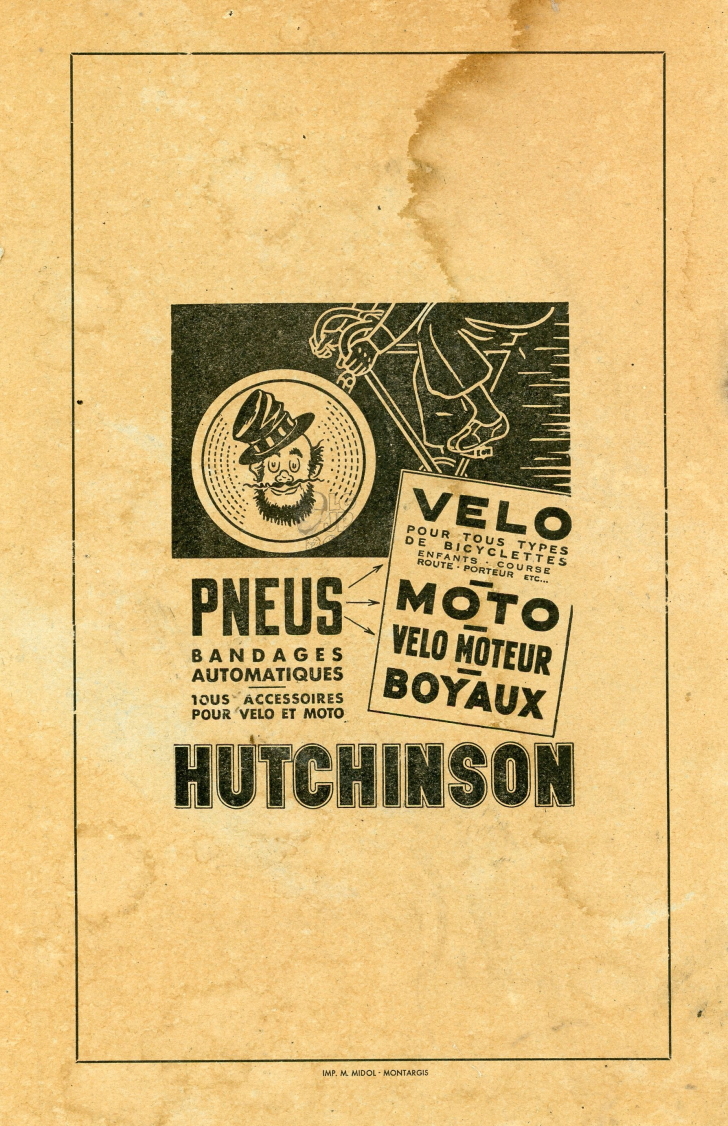 PNEUS
BANDAGES
AUTOMATIQUES
TOUS ACCESSOIRES
POUR VELO ET MOTO
VELO
POUR TOUS TYPES
DE BICYCLETTES
ENFANTS · COURSE
ROUTE · PORTEUR ETC...
MOTO
VELO MOTEUR
BOYAUX
HUTCHINSON
IMP. M. MIDOL - MONTARGIS